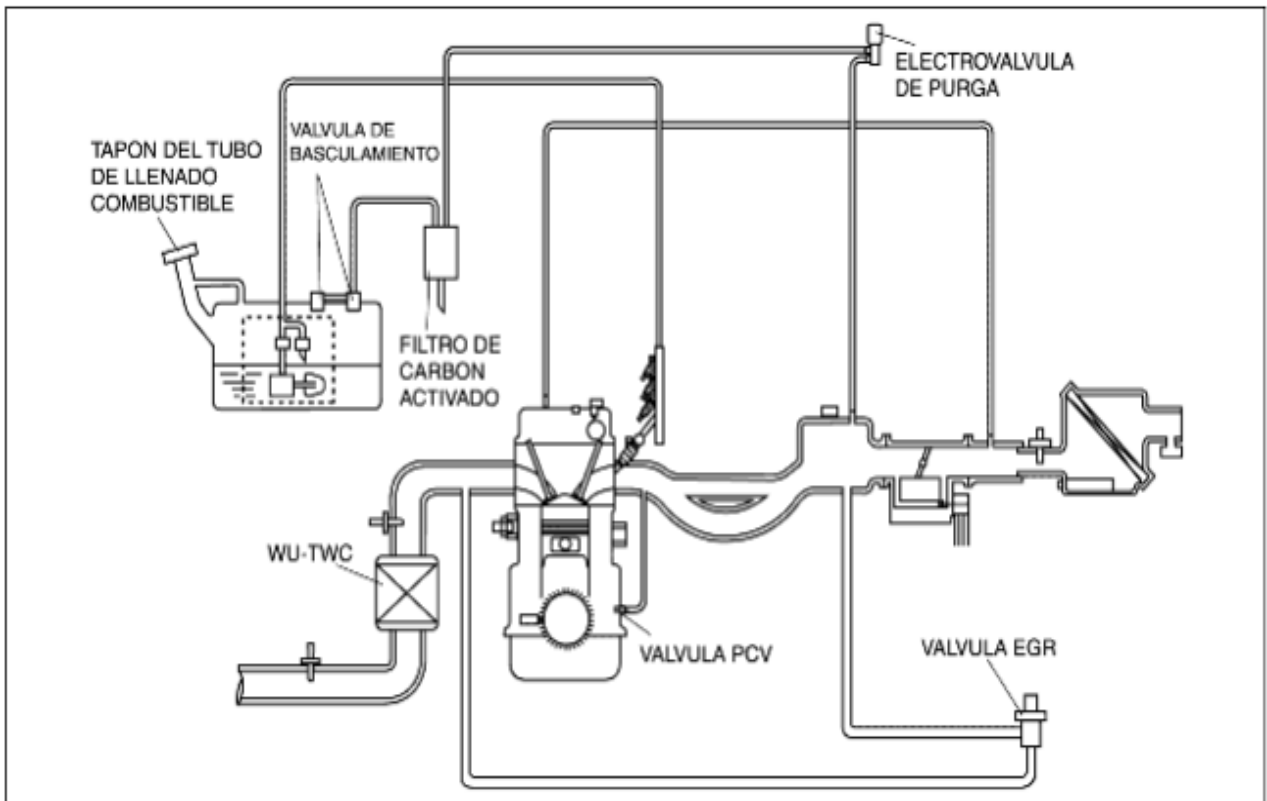 ELECTROVALVULA
DE PURGA
VALVULA DE
BASCULAMIENTO
TAPON DEL TUBO
DE LLENADO
COMBUSTIBLE
FILTRO DE
CARBON
ACTIVADO
WU-TWC
VALVULA PCV
VALVULA EGR